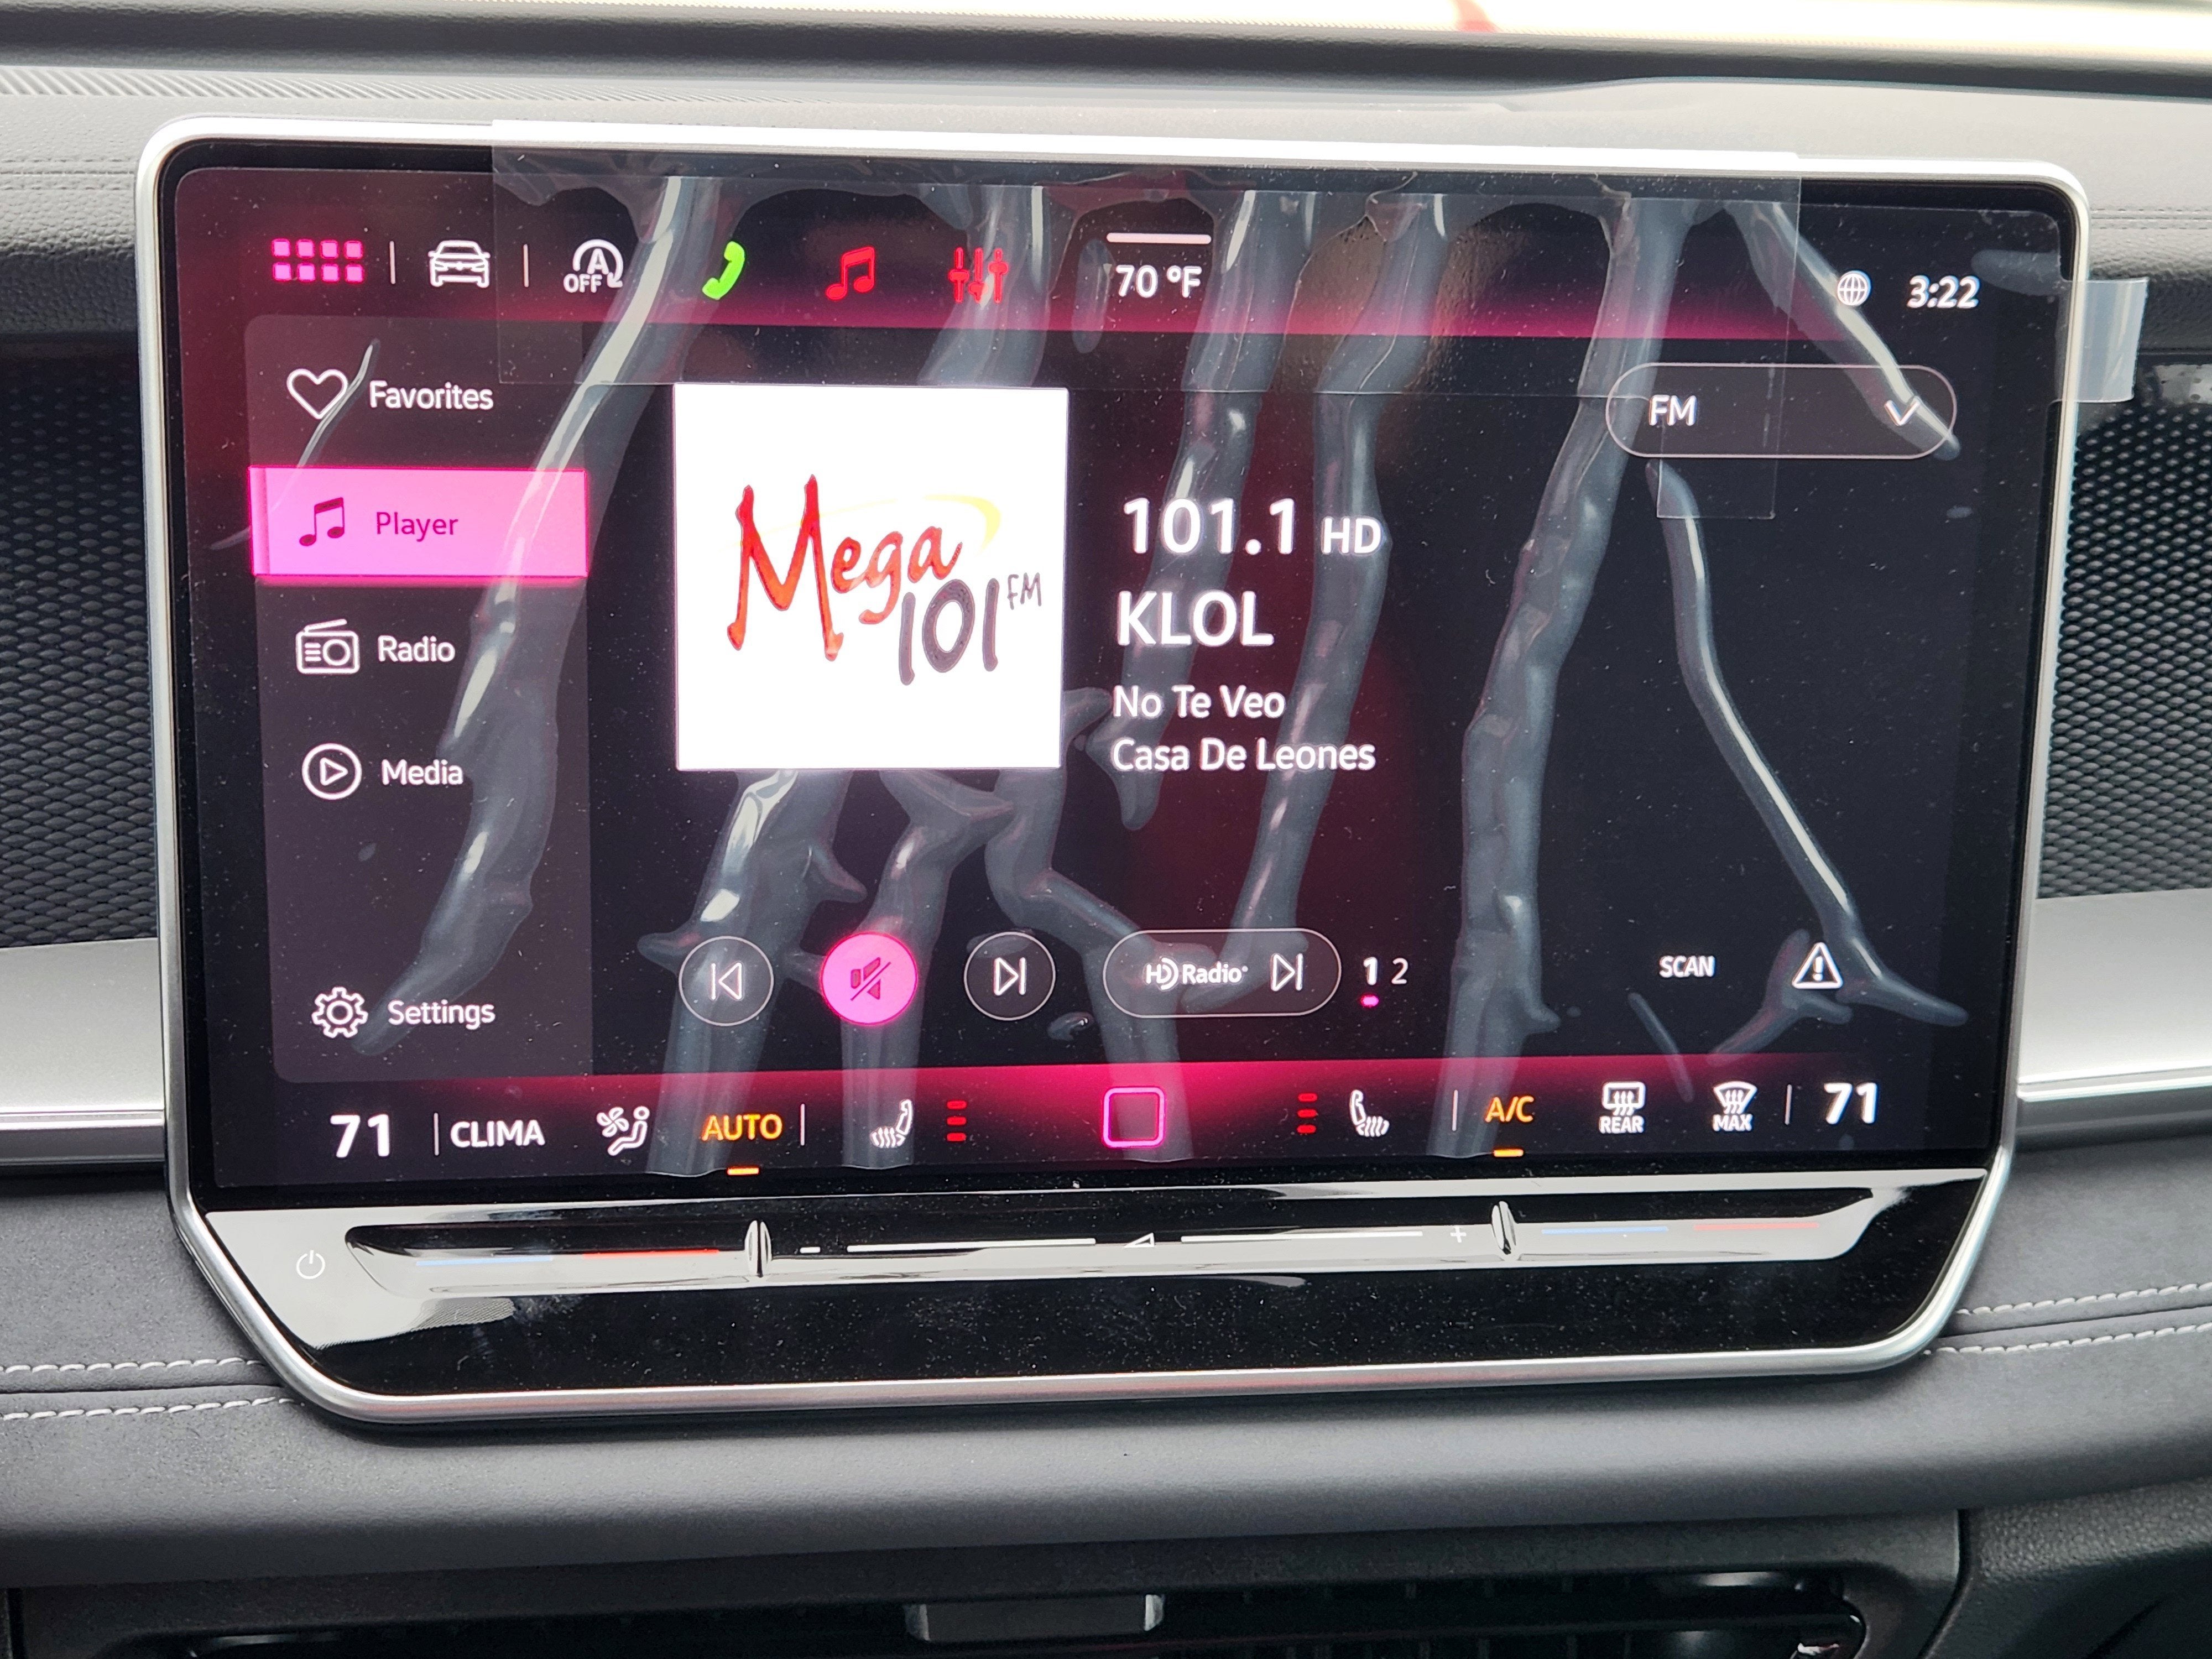 OFF A
70 °F
3:22
Favorites
FM
Player
Mega
101 FM
101.1 HD
KLOL
Radio
No Te Veo
Casa De Leones
Media
HD Radio
1 2
SCAN
Settings
71
CLIMA
AUTO
A/C
REAR
MAX
71
- +